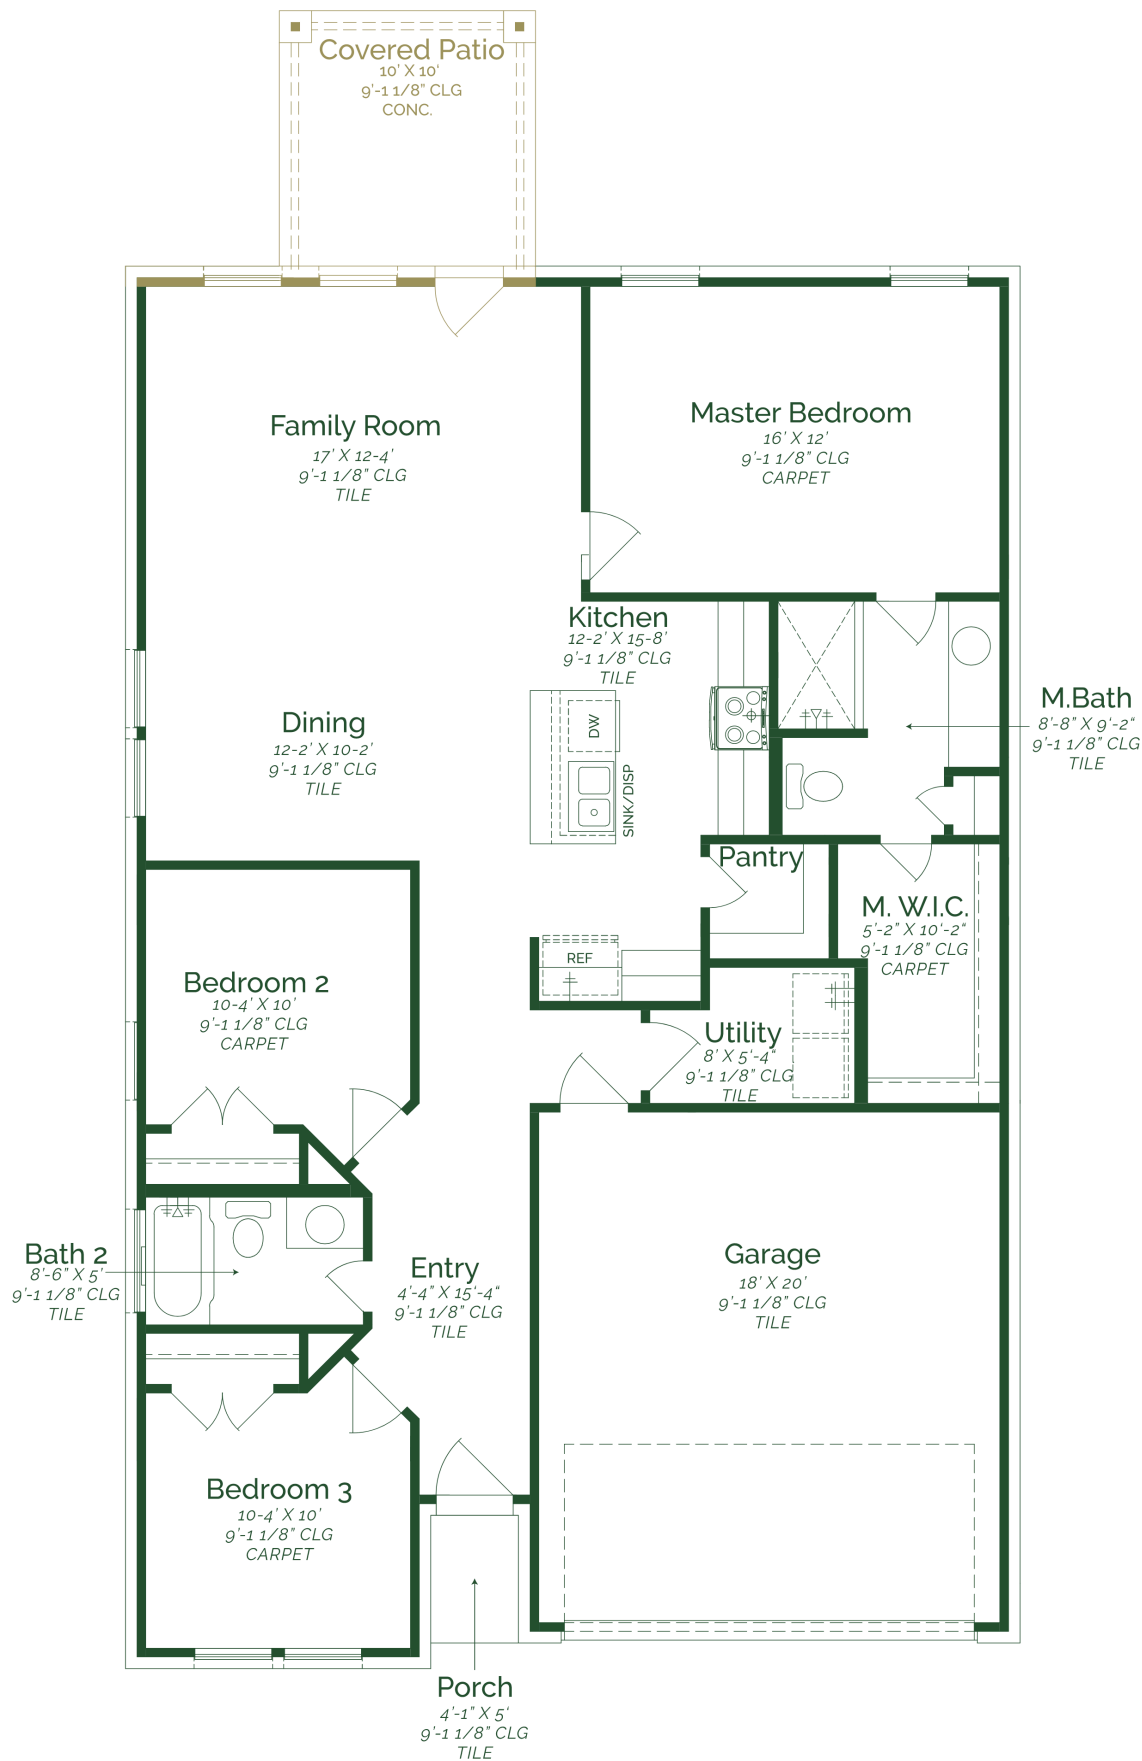 Covered Patio
10' X 10'
9'-1 1/8" CLG
CONC.
Family Room
17' X 12-4'
9'-1 1/8" CLG
TILE
Master Bedroom
16' X 12'
9'-1 1/8" CLG
CARPET
Kitchen
12-2' X 15-8'
9'-1 1/8" CLG
TILE
Dining
12-2' X 10-2'
9'-1 1/8" CLG
TILE
DW
SINK/DISP
M.Bath
8'-8" X 9'-2"
9'-1 1/8" CLG
TILE
Pantry
M. W.I.C.
5'-2" X 10'-2"
9'-1 1/8" CLG
CARPET
REF
Bedroom 2
10-4' X 10'
9'-1 1/8" CLG
CARPET
Utility
8' X 5'-4"
9'-1 1/8" CLG
TILE
Bath 2
8'-6" X 5'
9'-1 1/8" CLG
TILE
Entry
4'-4" X 15'-4"
9'-1 1/8" CLG
TILE
Garage
18' X 20'
9'-1 1/8" CLG
TILE
Bedroom 3
10-4' X 10'
9'-1 1/8" CLG
CARPET
Porch
4'-1" X 5'
9'-1 1/8" CLG
TILE